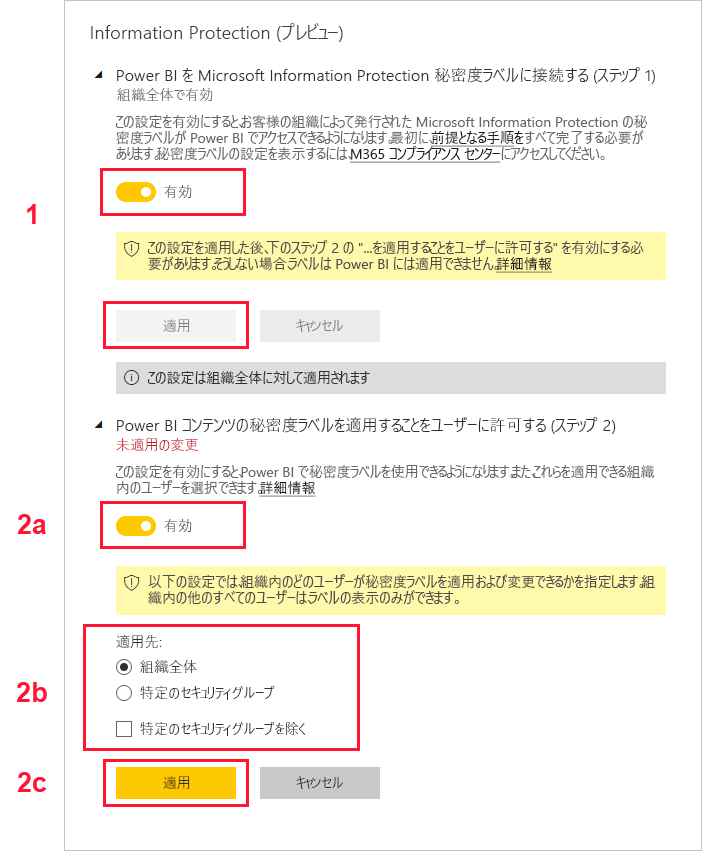 Information Protection (プレビュー)
Power BI を Microsoft Information Protection 秘密度ラベルに接続する (ステップ 1)
組織全体で有効
この設定を有効にすると、お客様の組織によって発行された Microsoft Information Protection の秘
密度ラベルが Power BI でアクセスできるようになります。最初に、前提となる手順をすべて完了する必要が
あります。秘密度ラベルの設定を表示するには、M365 コンプライアンス センターにアクセスしてください。
1
有効
この設定を適用した後、下のステップ 2 の "...を適用することをユーザーに許可する" を有効にする必
要があります。そうしない場合ラベルは Power BI には適用できません。詳細情報
適用 キャンセル
この設定は組織全体に対して適用されます
Power BI コンテンツの秘密度ラベルを適用することをユーザーに許可する (ステップ 2)
未適用の変更
この設定を有効にすると、Power BI で秘密度ラベルを使用できるようになります。また、これらを適用できる組織
内のユーザーを選択できます。詳細情報
2a 有効
以下の設定では、組織内のどのユーザーが秘密度ラベルを適用および変更できるかを指定します。組
織内の他のすべてのユーザーはラベルの表示のみができます。
適用先:
組織全体
2b 特定のセキュリティグループ
特定のセキュリティグループを除く
2c 適用 キャンセル